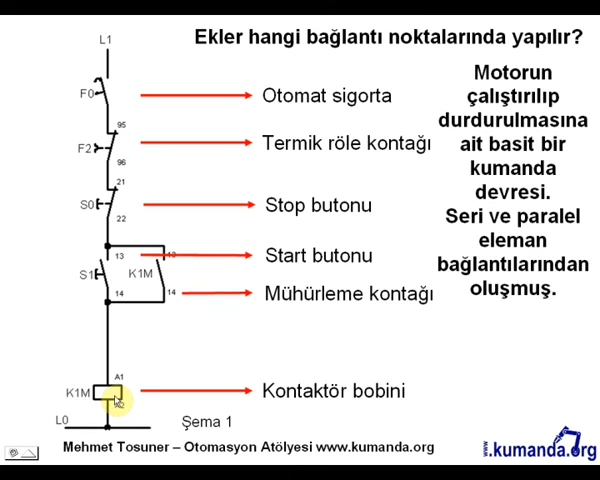 Ekler hangi bağlantı noktalarında yapılır?
L1
F0
Otomat sigorta
95
F2
Termik röle kontağı
96
21
S0
Stop butonu
22
13
13
Start butonu
S1
K1M
14
14
Mühürleme kontağı
A1
K1M
Kontaktör bobini
A2
L0
Şema 1
Motorun
çalıştırılıp
durdurulmasına
ait basit bir
kumanda
devresi.
Seri ve paralel
eleman
bağlantılarından
oluşmuş.
Mehmet Tosuner – Otomasyon Atölyesi www.kumanda.org
www.kumanda.org